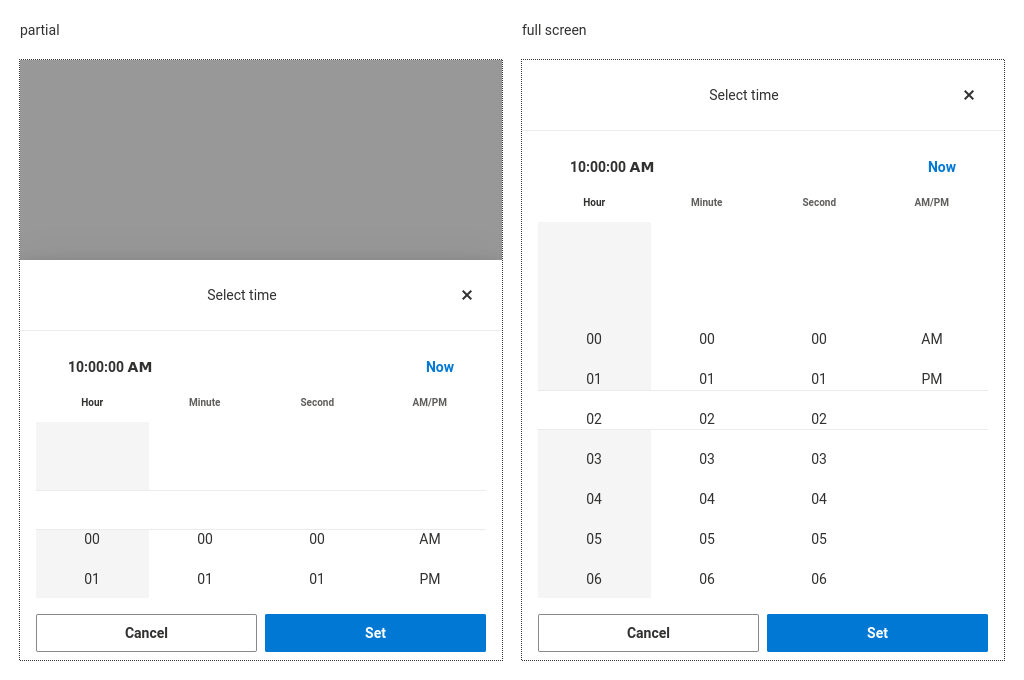 partial
Select time ×
10:00:00 AM Now
Hour Minute Second AM/PM
00 00 00 AM
01 01 01 PM
Cancel Set
full screen
Select time ×
10:00:00 AM Now
Hour Minute Second AM/PM
00 00 00 AM
01 01 01 PM
02 02 02
03 03 03
04 04 04
05 05 05
06 06 06
Cancel Set